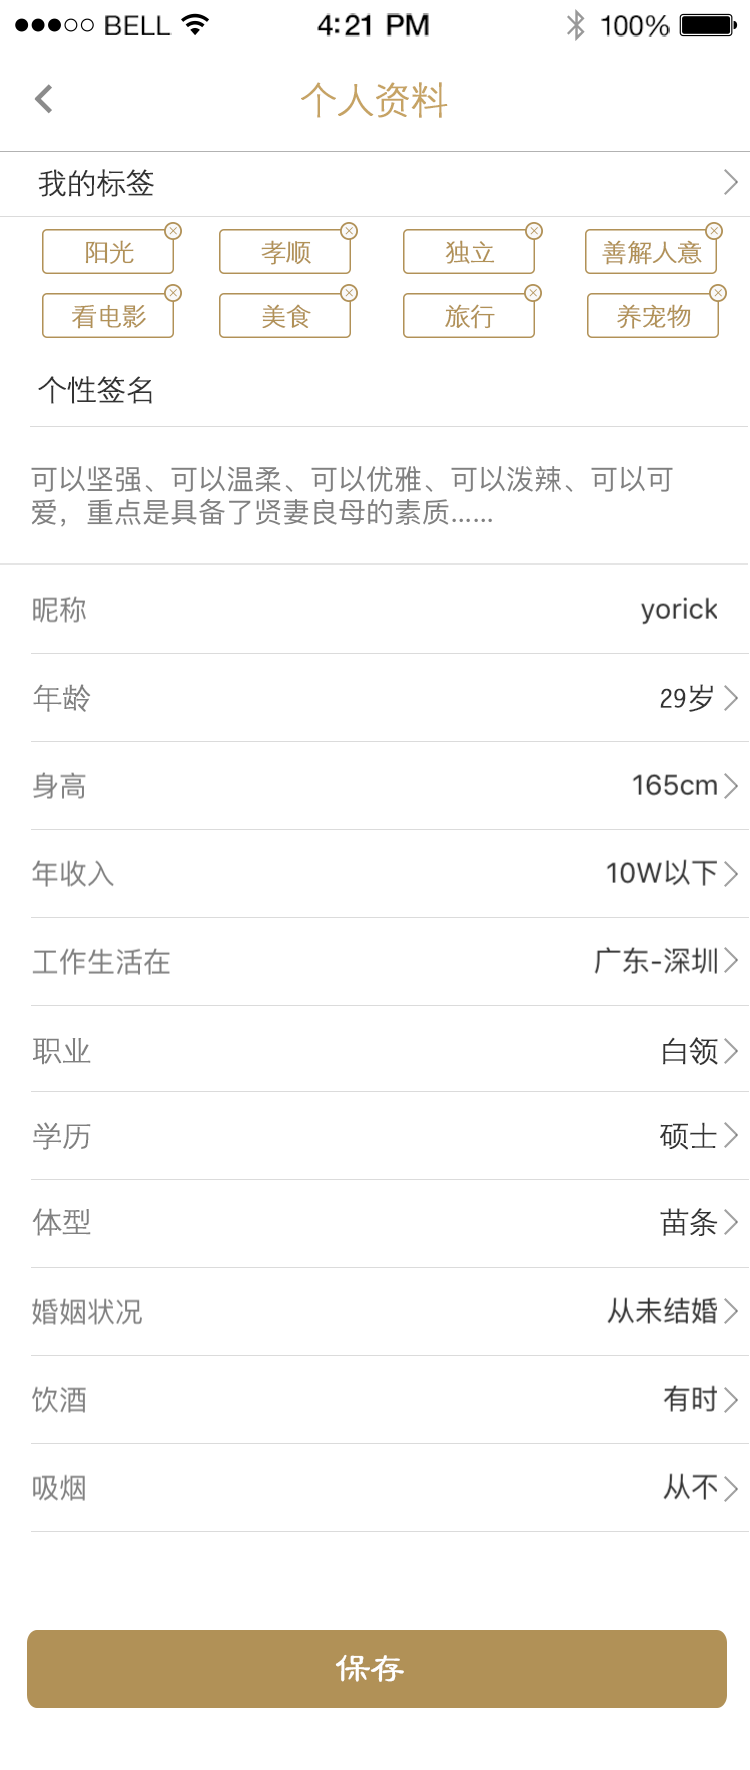 BELL 4:21 PM 100%
个人资料
我的标签
阳光 孝顺 独立 善解人意
看电影 美食 旅行 养宠物
个性签名
可以坚强、可以温柔、可以优雅、可以泼辣、可以可
爱，重点是具备了贤妻良母的素质……
昵称 yorick
年龄 29岁
身高 165cm
年收入 10W以下
工作生活在 广东-深圳
职业 白领
学历 硕士
体型 苗条
婚姻状况 从未结婚
饮酒 有时
吸烟 从不
保存